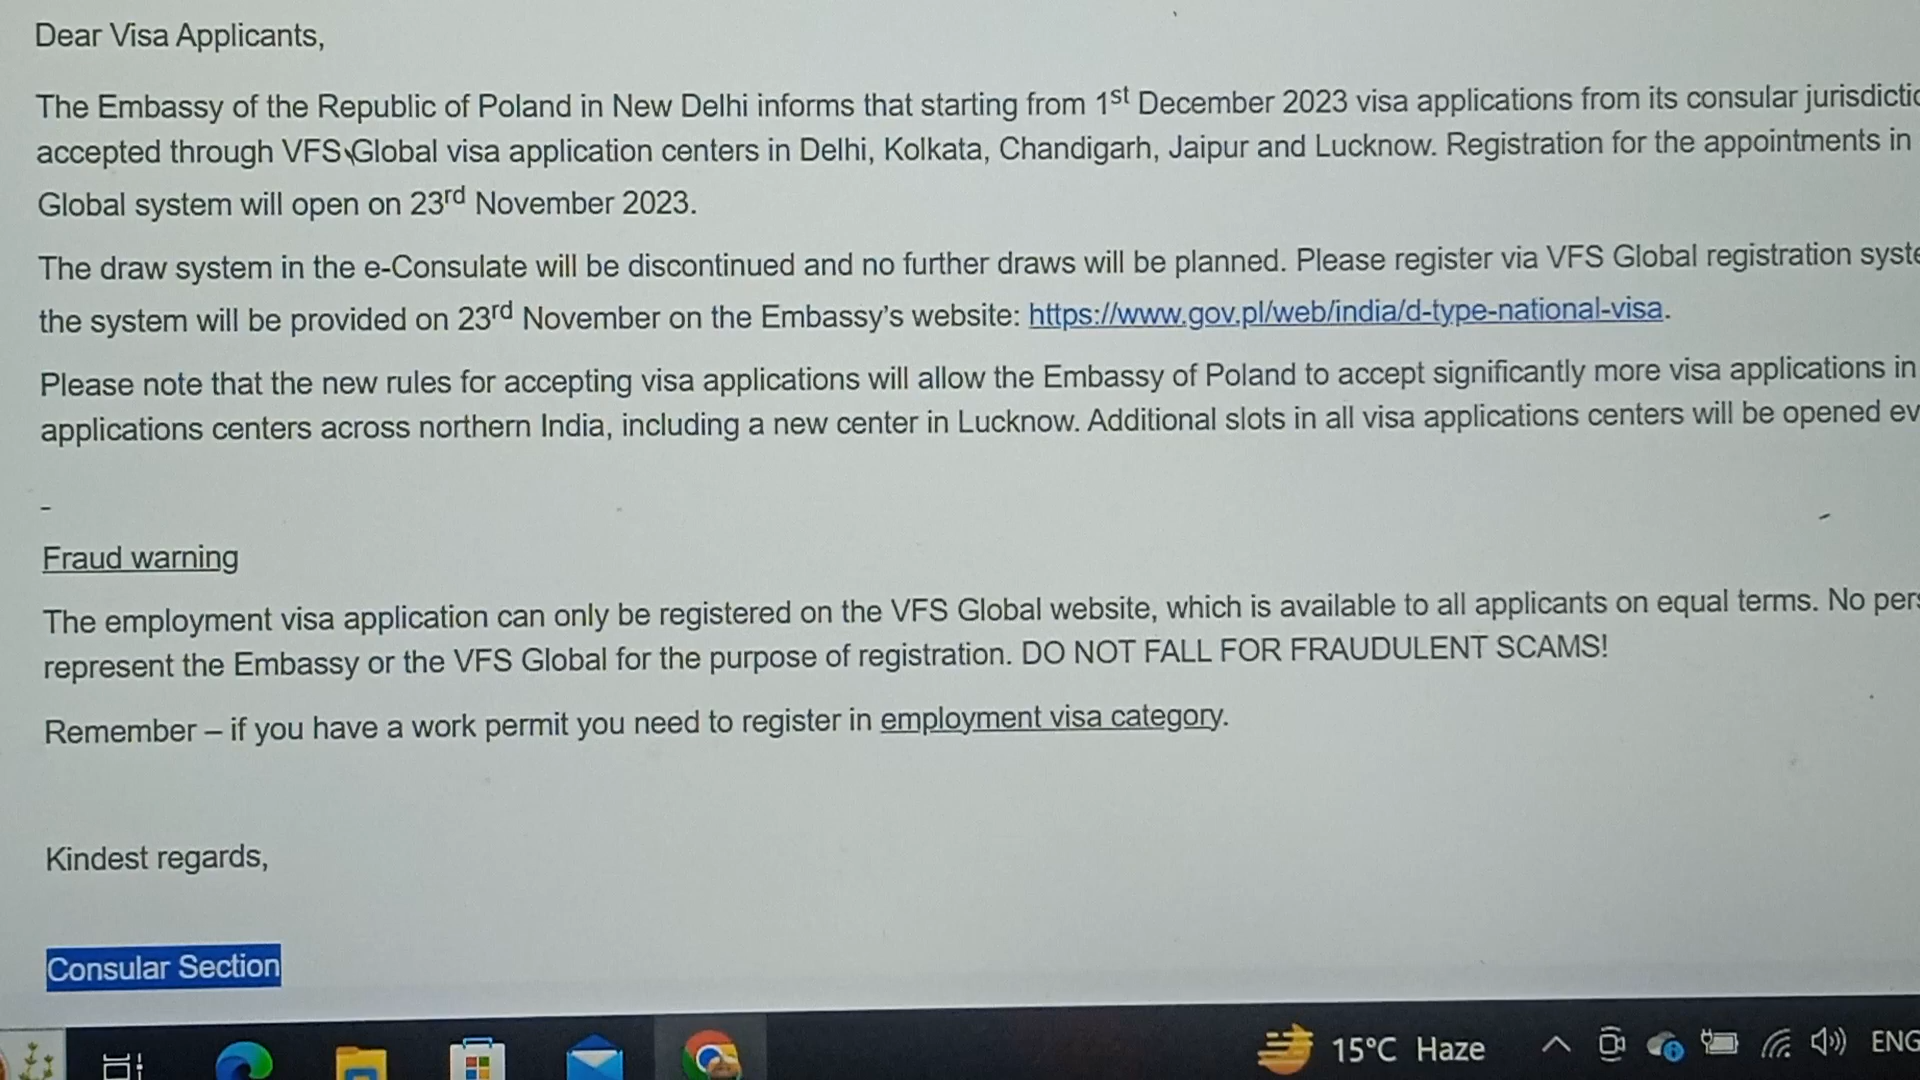 Dear Visa Applicants,
The Embassy of the Republic of Poland in New Delhi informs that starting from 1st December 2023 visa applications from its consular
accepted through VFS Global visa application centers in Delhi, Kolkata, Chandigarh, Jaipur and Lucknow. Registration for the appointments in
Global system will open on 23rd November 2023.
The draw system in the e-Consulate will be discontinued and no further draws will be planned. Please register via VFS Global registration
the system will be provided on 23rd November on the Embassy's website: https://www.gov.pl/web/india/d-type-national-visa.
Please note that the new rules for accepting visa applications will allow the Embassy of Poland to accept significantly more visa applications in
applications centers across northern India, including a new center in Lucknow. Additional slots in all visa applications centers will be opened
-
Fraud warning
The employment visa application can only be registered on the VFS Global website, which is available to all applicants on equal terms. No
represent the Embassy or the VFS Global for the purpose of registration. DO NOT FALL FOR FRAUDULENT SCAMS!
Remember – if you have a work permit you need to register in employment visa category.
Kindest regards,
Consular Section
15°C Haze
ENG